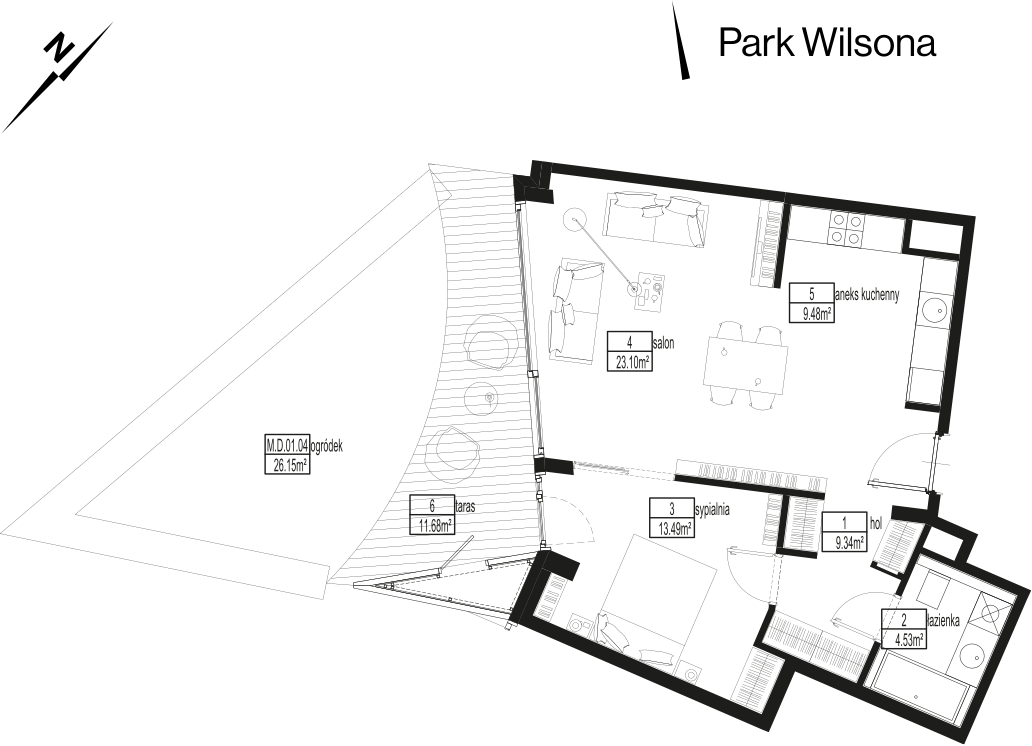 N
Park Wilsona
5 aneks kuchenny
9.48m²
4 salon
23.10m²
M.D.01.04 ogródek
26.15m²
6 taras
11.68m²
3 sypialnia
13.49m²
1 hol
9.34m²
2 łazienka
4.53m²